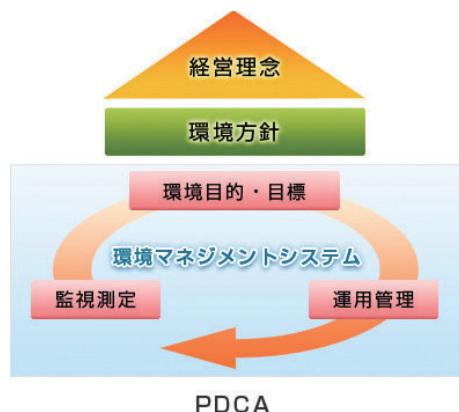 経営理念
環境方針
環境目的・目標
環境マネジメントシステム
監視測定
運用管理
PDCA